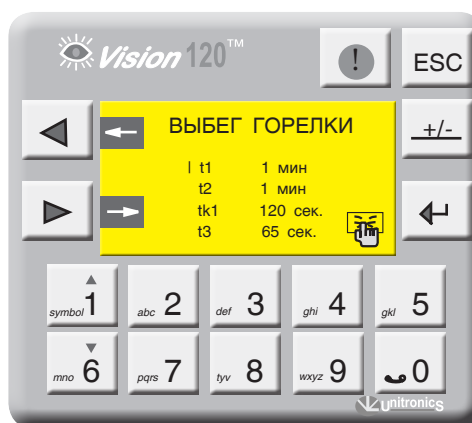 Vision 120™
! ESC
ВЫБЕГ ГОРЕЛКИ
+/-
| t1 1 мин
t2 1 мин
tk1 120 сек.
t3 65 сек.
symbol 1 abc 2 def 3 ghi 4 gkl 5
mno 6 pqrs 7 tyv 8 wxyz 9 0
Unitronics